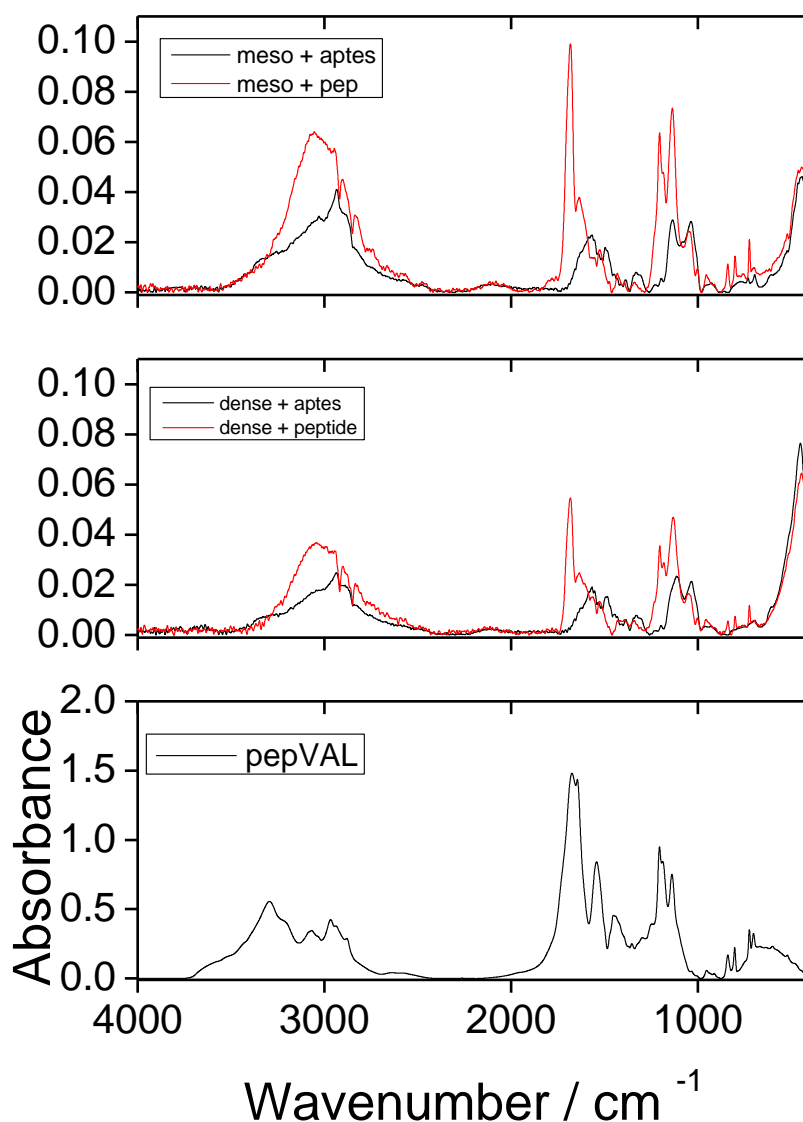 0.10
meso + aptes
meso + pep
0.08
0.06
0.04
0.02
0.00
0.10
dense + aptes
dense + peptide
0.08
0.06
0.04
0.02
0.00
2.0
pepVAL
1.5
1.0
0.5
0.0
Absorbance
4000 3000 2000 1000
Wavenumber / cm -1